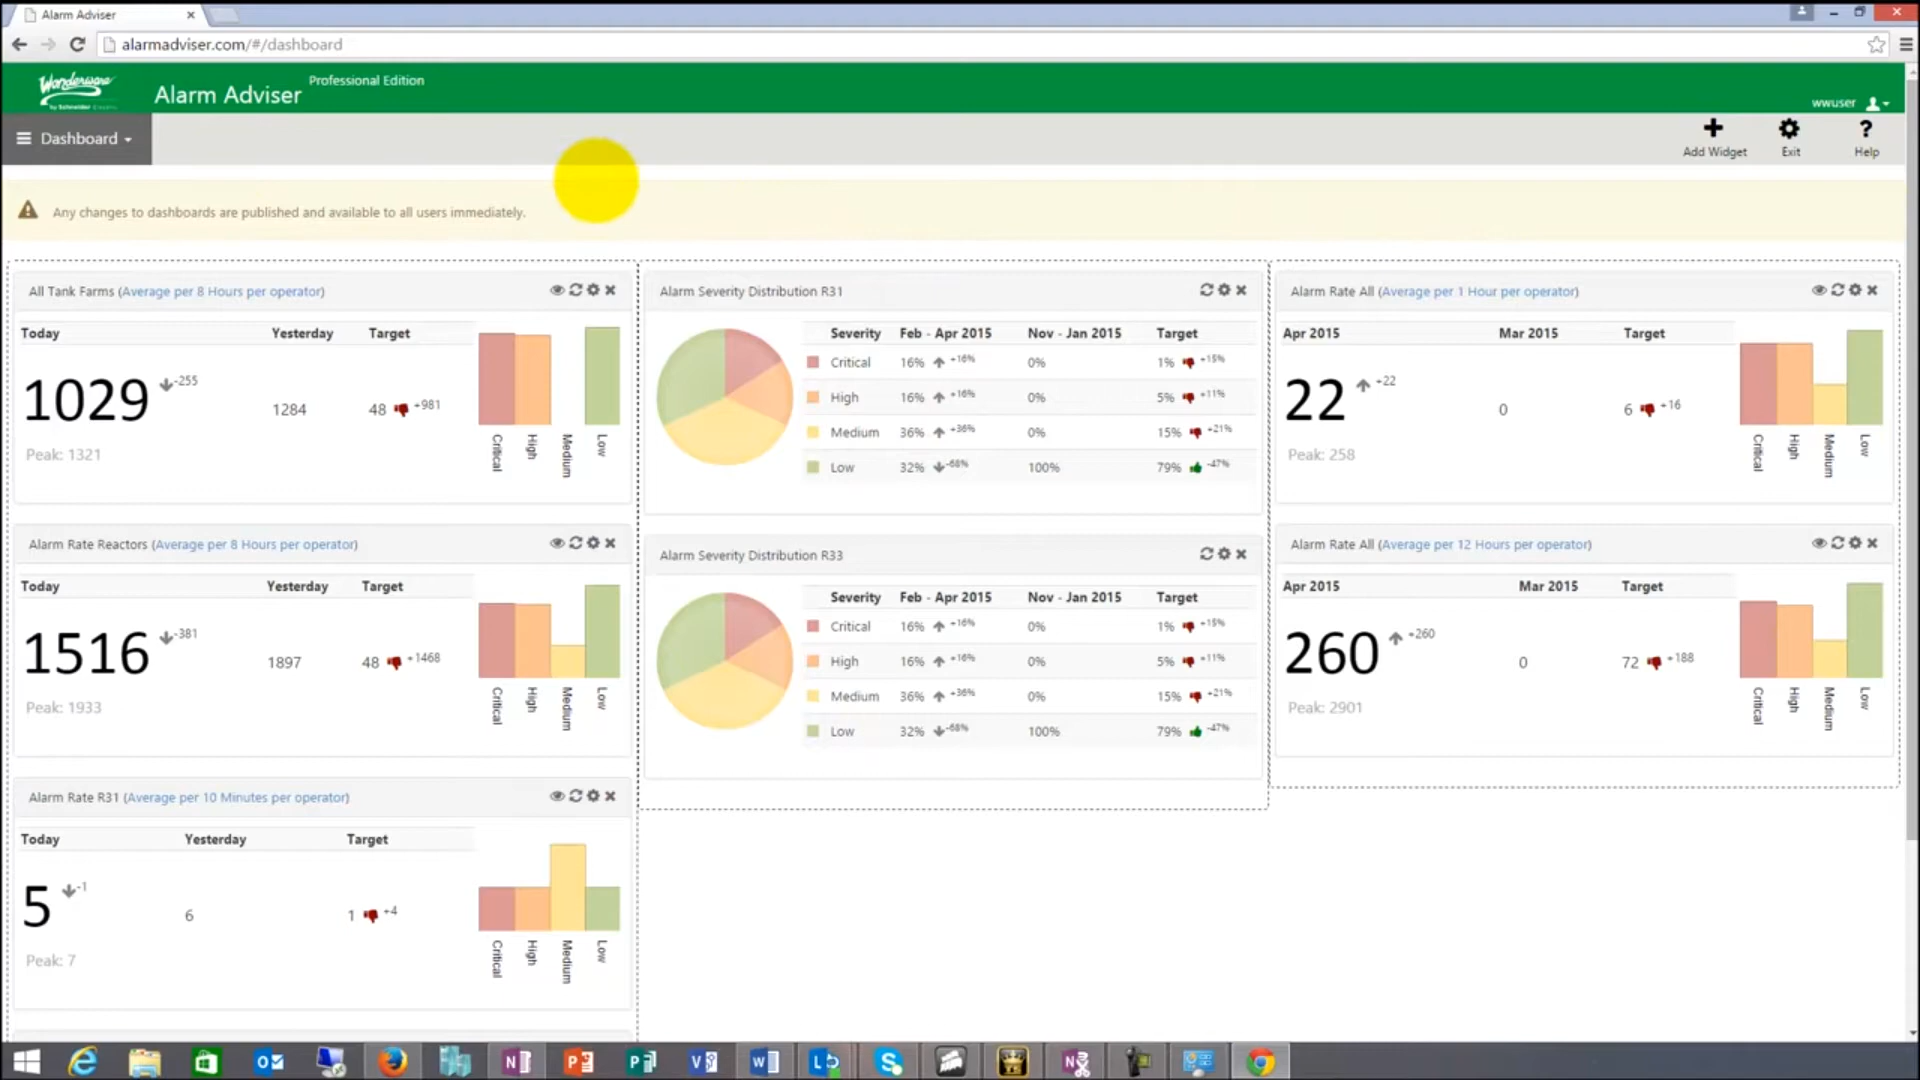 Alarm Adviser
alarmadviser.com/#/dashboard
Wonderware
Alarm Adviser
Professional Edition
wwuser
Dashboard
Add Widget
Exit
Help
Any changes to dashboards are published and available to all users immediately.
All Tank Farms (Average per 8 Hours per operator)
Today Yesterday Target
1029 -255 1284 48 +981
Peak: 1321
Critical High Medium Low
Alarm Rate Reactors (Average per 8 Hours per operator)
Today Yesterday Target
1516 -381 1897 48 +1468
Peak: 1933
Critical High Medium Low
Alarm Rate R31 (Average per 10 Minutes per operator)
Today Yesterday Target
5 -1 6 1 +4
Peak: 7
Critical High Medium Low
Alarm Severity Distribution R31
Severity Feb - Apr 2015 Nov - Jan 2015 Target
Critical 16% +16% 0% 1% +15%
High 16% +16% 0% 5% +11%
Medium 36% +36% 0% 15% +21%
Low 32% -68% 100% 79% -47%
Alarm Severity Distribution R33
Severity Feb - Apr 2015 Nov - Jan 2015 Target
Critical 16% +16% 0% 1% +15%
High 16% +16% 0% 5% +11%
Medium 36% +36% 0% 15% +21%
Low 32% -68% 100% 79% -47%
Alarm Rate All (Average per 1 Hour per operator)
Apr 2015 Mar 2015 Target
22 +22 0 6 +16
Peak: 258
Critical High Medium Low
Alarm Rate All (Average per 12 Hours per operator)
Apr 2015 Mar 2015 Target
260 +260 0 72 +188
Peak: 2901
Critical High Medium Low